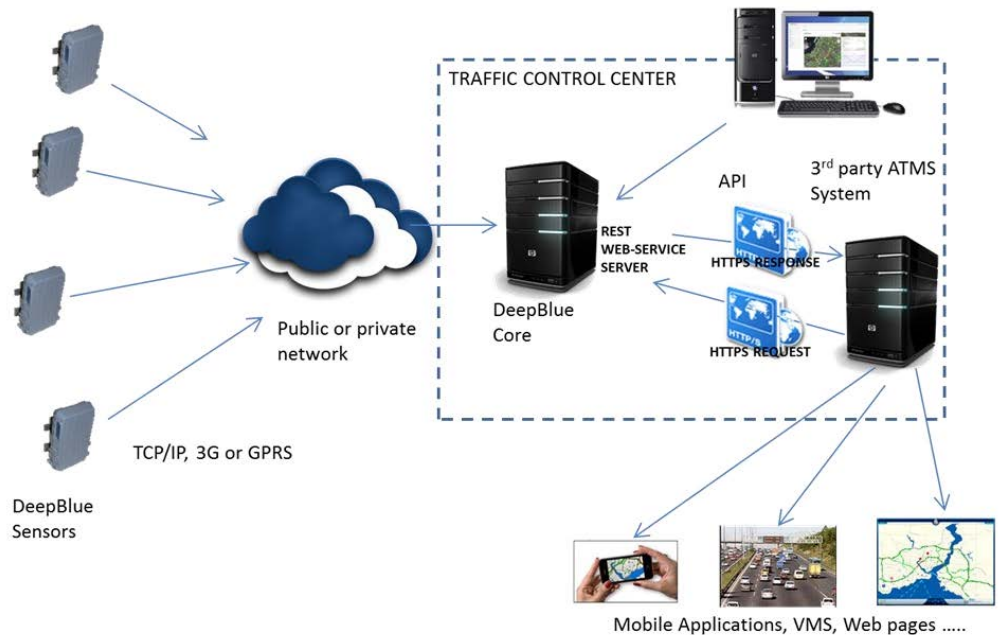 TRAFFIC CONTROL CENTER
3rd party ATMS
System
API
REST
WEB-SERVICE
SERVER
HTTPS RESPONSE
DeepBlue
Core
HTTP/S
HTTPS REQUEST
Public or private
network
TCP/IP, 3G or GPRS
DeepBlue
Sensors
Mobile Applications, VMS, Web pages .....